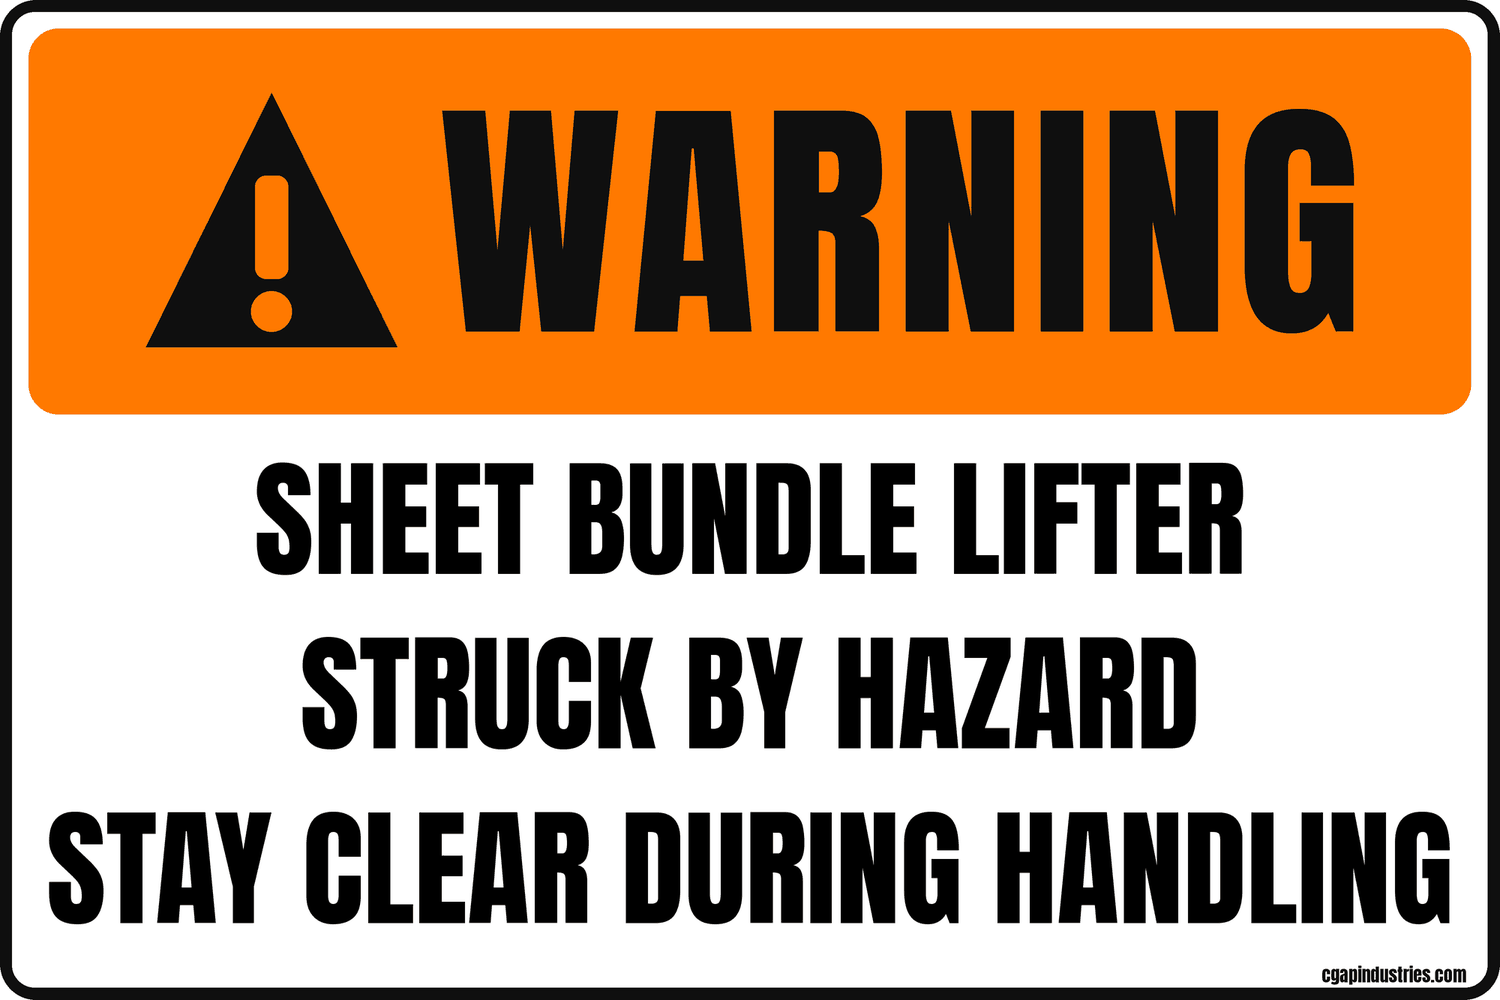 WARNING
SHEET BUNDLE LIFTER
STRUCK BY HAZARD
STAY CLEAR DURING HANDLING
cgapindustries.com